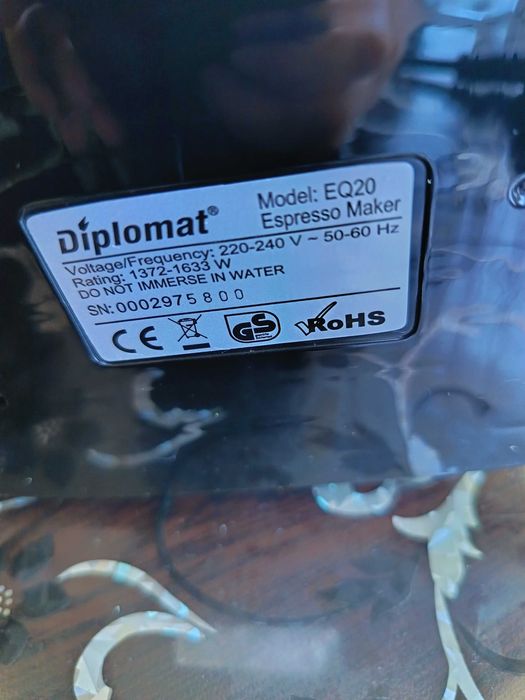 Diplomat®
Model: EQ20
Espresso Maker
Voltage/Frequency: 220-240 V ~ 50-60 Hz
Rating: 1372-1633 W
DO NOT IMMERSE IN WATER
SN: 0002975800
CE
GS
RoHS